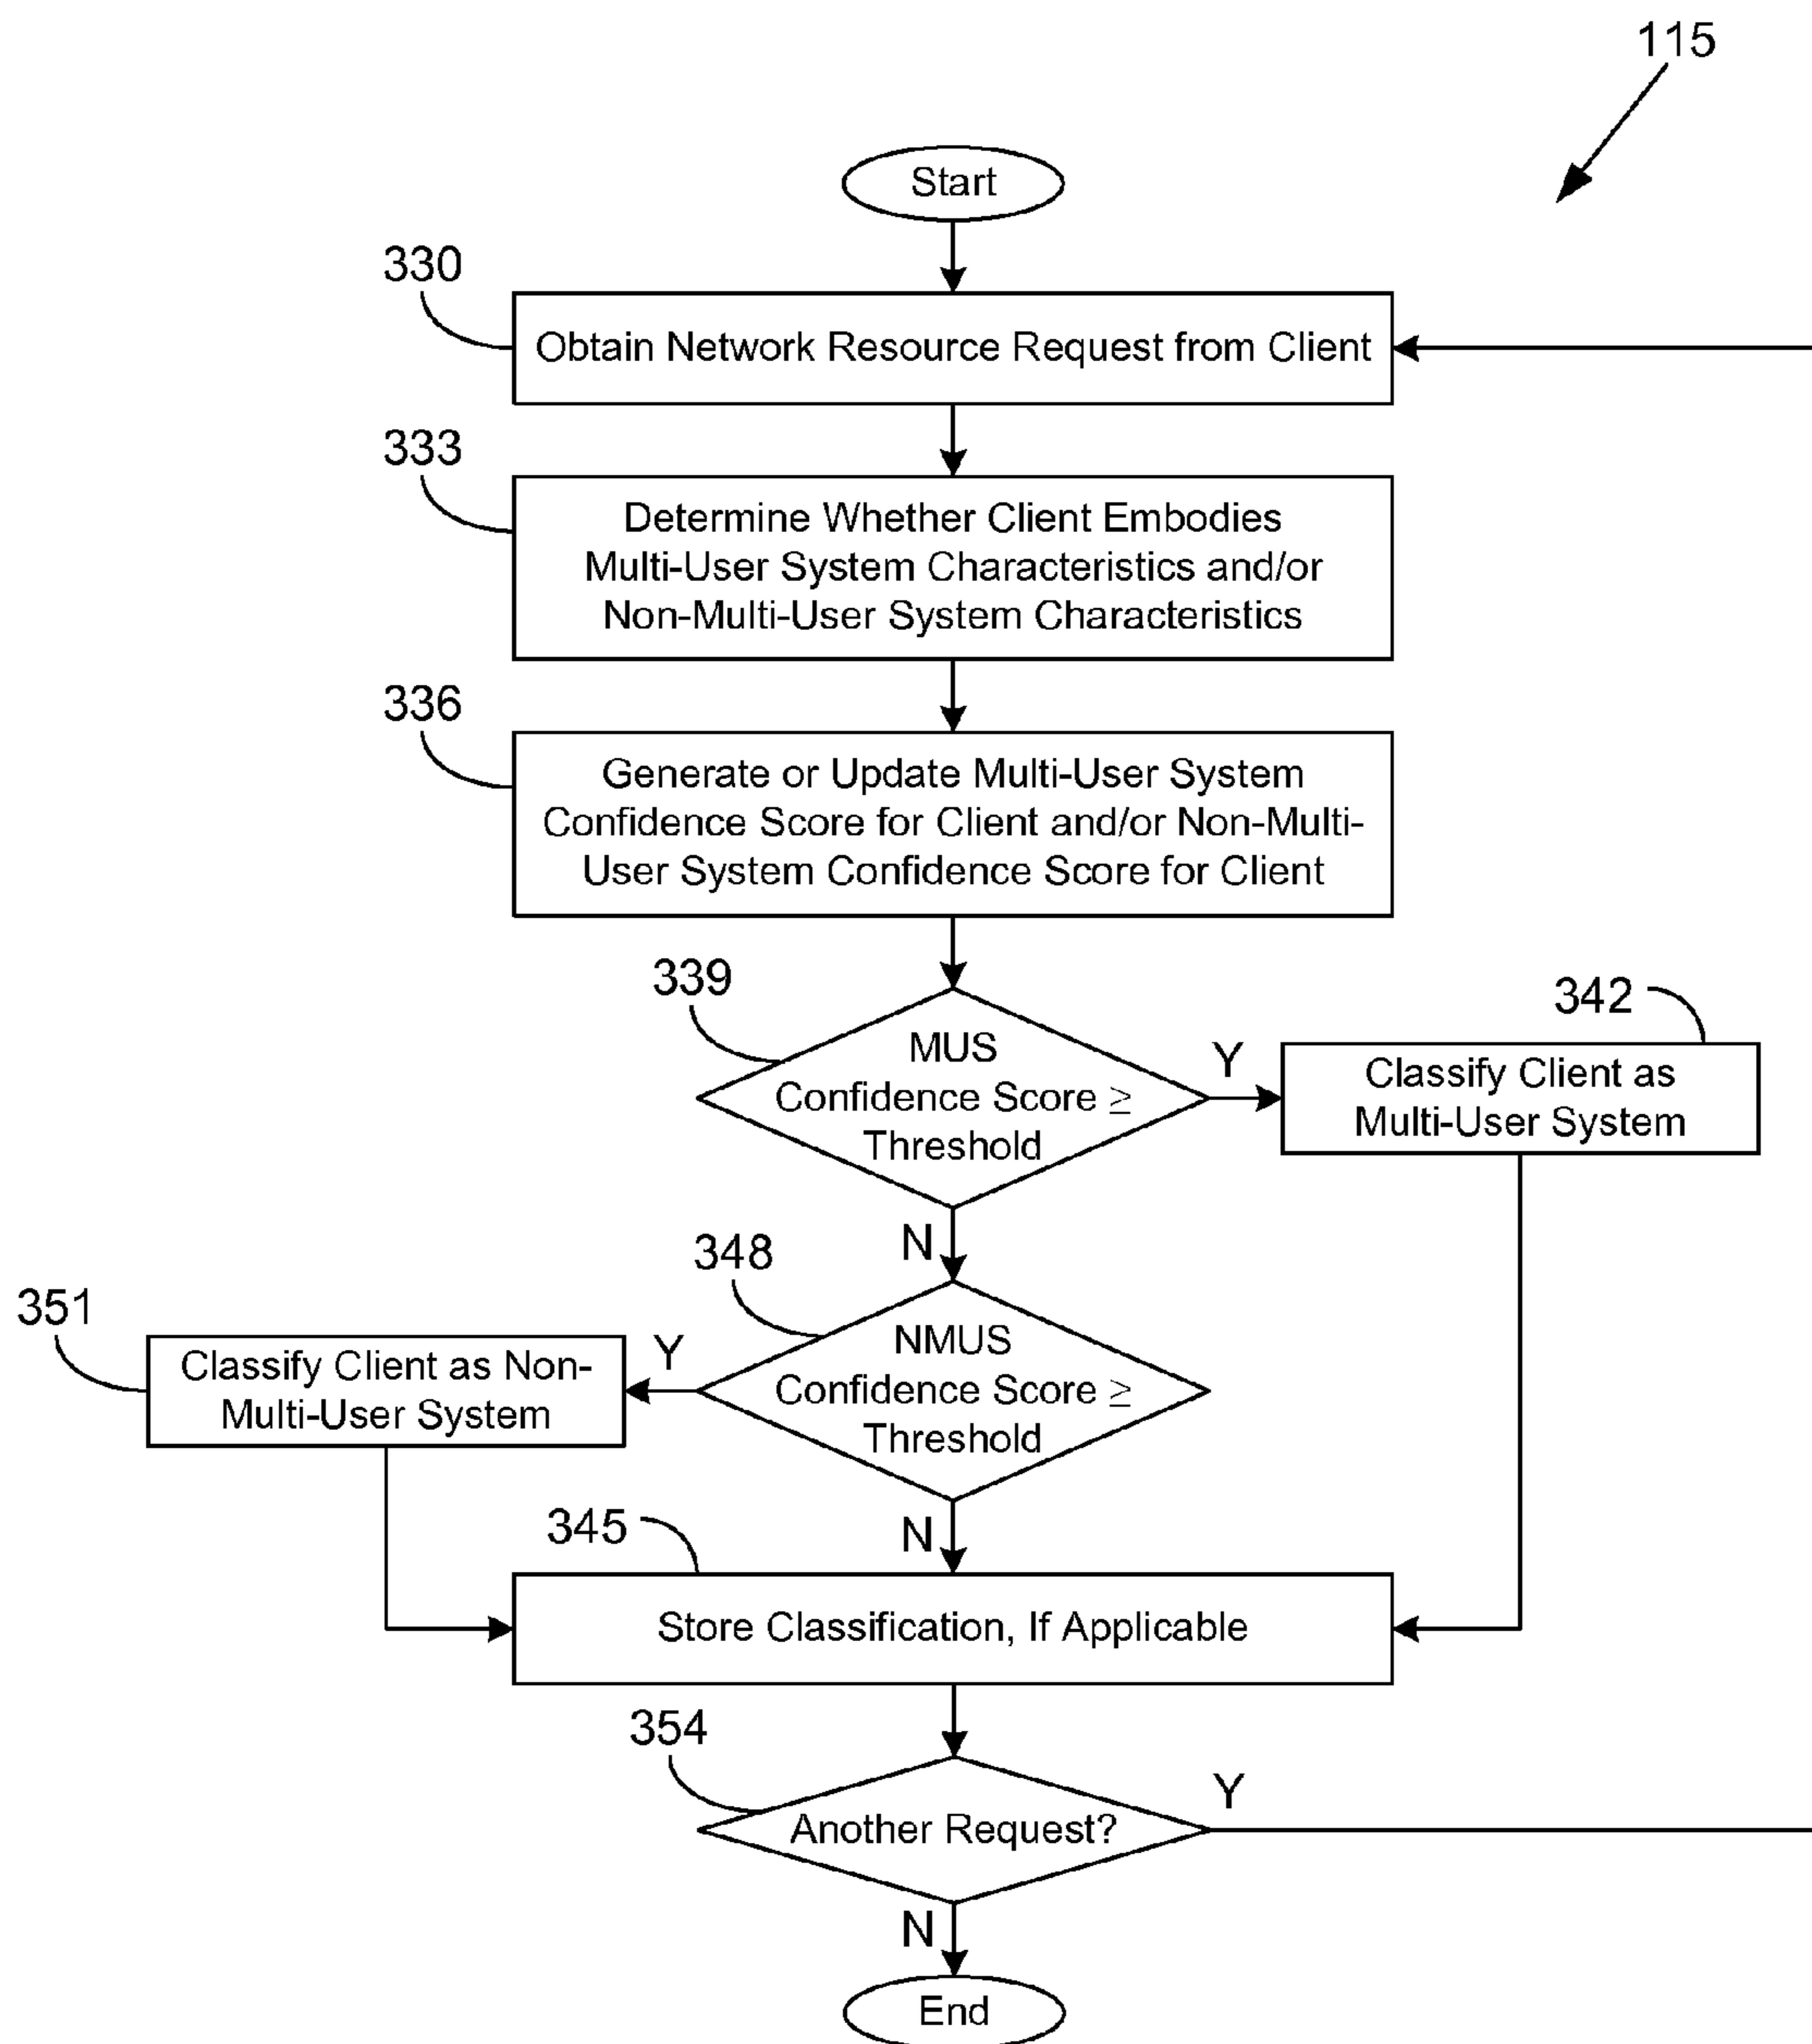 115
Start
330
Obtain Network Resource Request from Client
333
Determine Whether Client Embodies
Multi-User System Characteristics and/or
Non-Multi-User System Characteristics
336
Generate or Update Multi-User System
Confidence Score for Client and/or Non-Multi-
User System Confidence Score for Client
339
MUS
Confidence Score ≥
Threshold
Y
342
Classify Client as
Multi-User System
N
348
NMUS
Confidence Score ≥
Threshold
Y
351
Classify Client as Non-
Multi-User System
N
345
Store Classification, If Applicable
354
Another Request?
Y
N
End